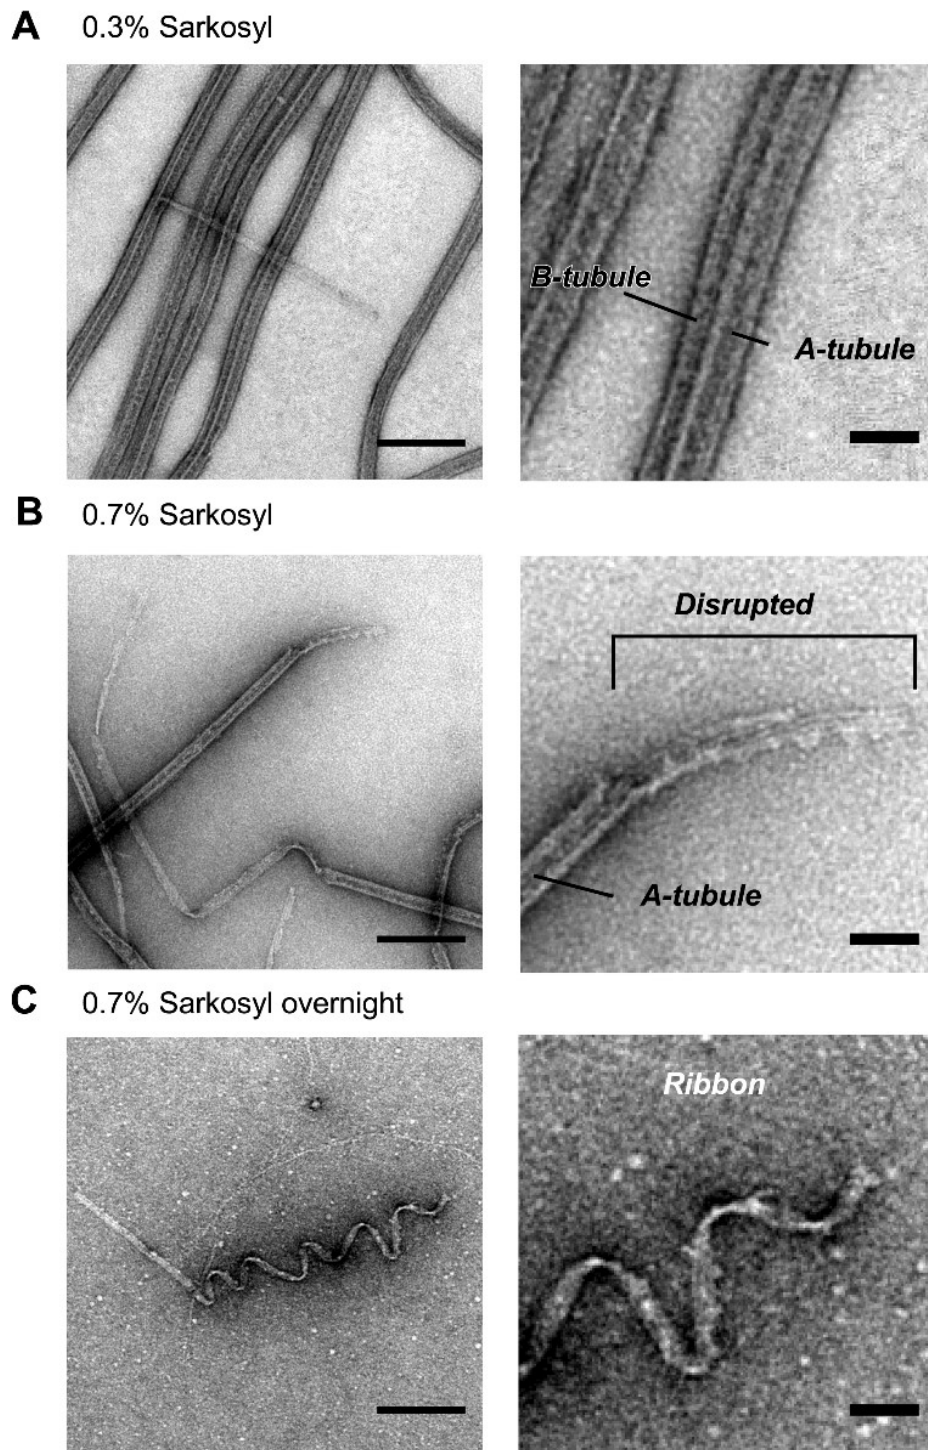 A 0.3% Sarkosyl
B-tubule
A-tubule
B 0.7% Sarkosyl
Disrupted
A-tubule
C 0.7% Sarkosyl overnight
Ribbon